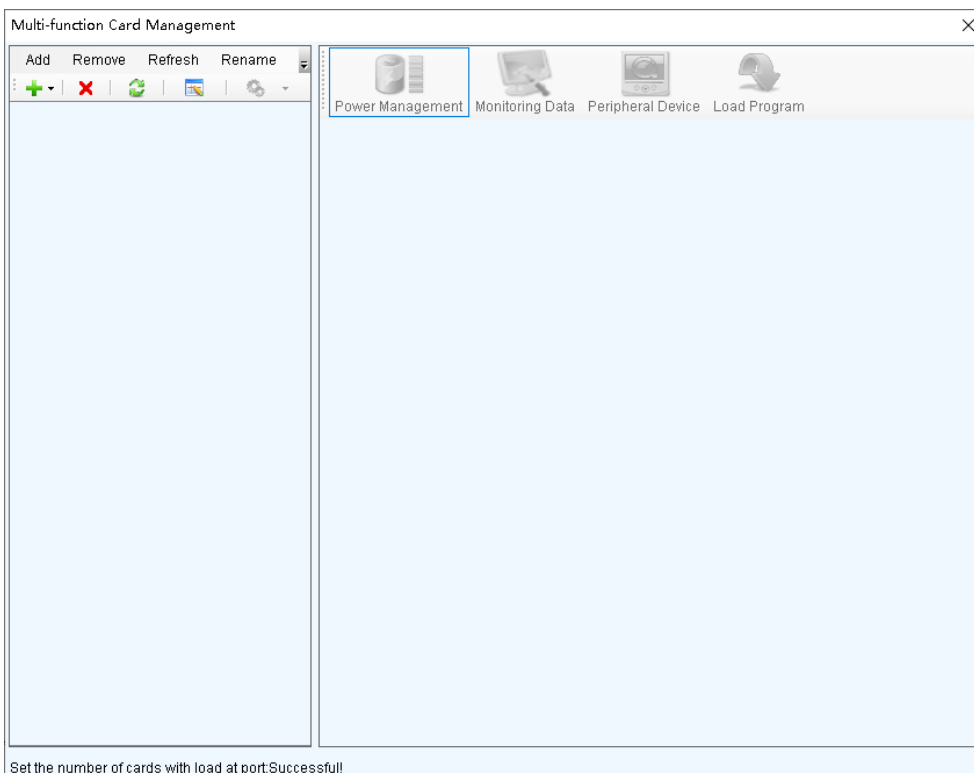 Multi-function Card Management
Add Remove Refresh Rename
Power Management Monitoring Data Peripheral Device Load Program
Set the number of cards with load at port:Successful!